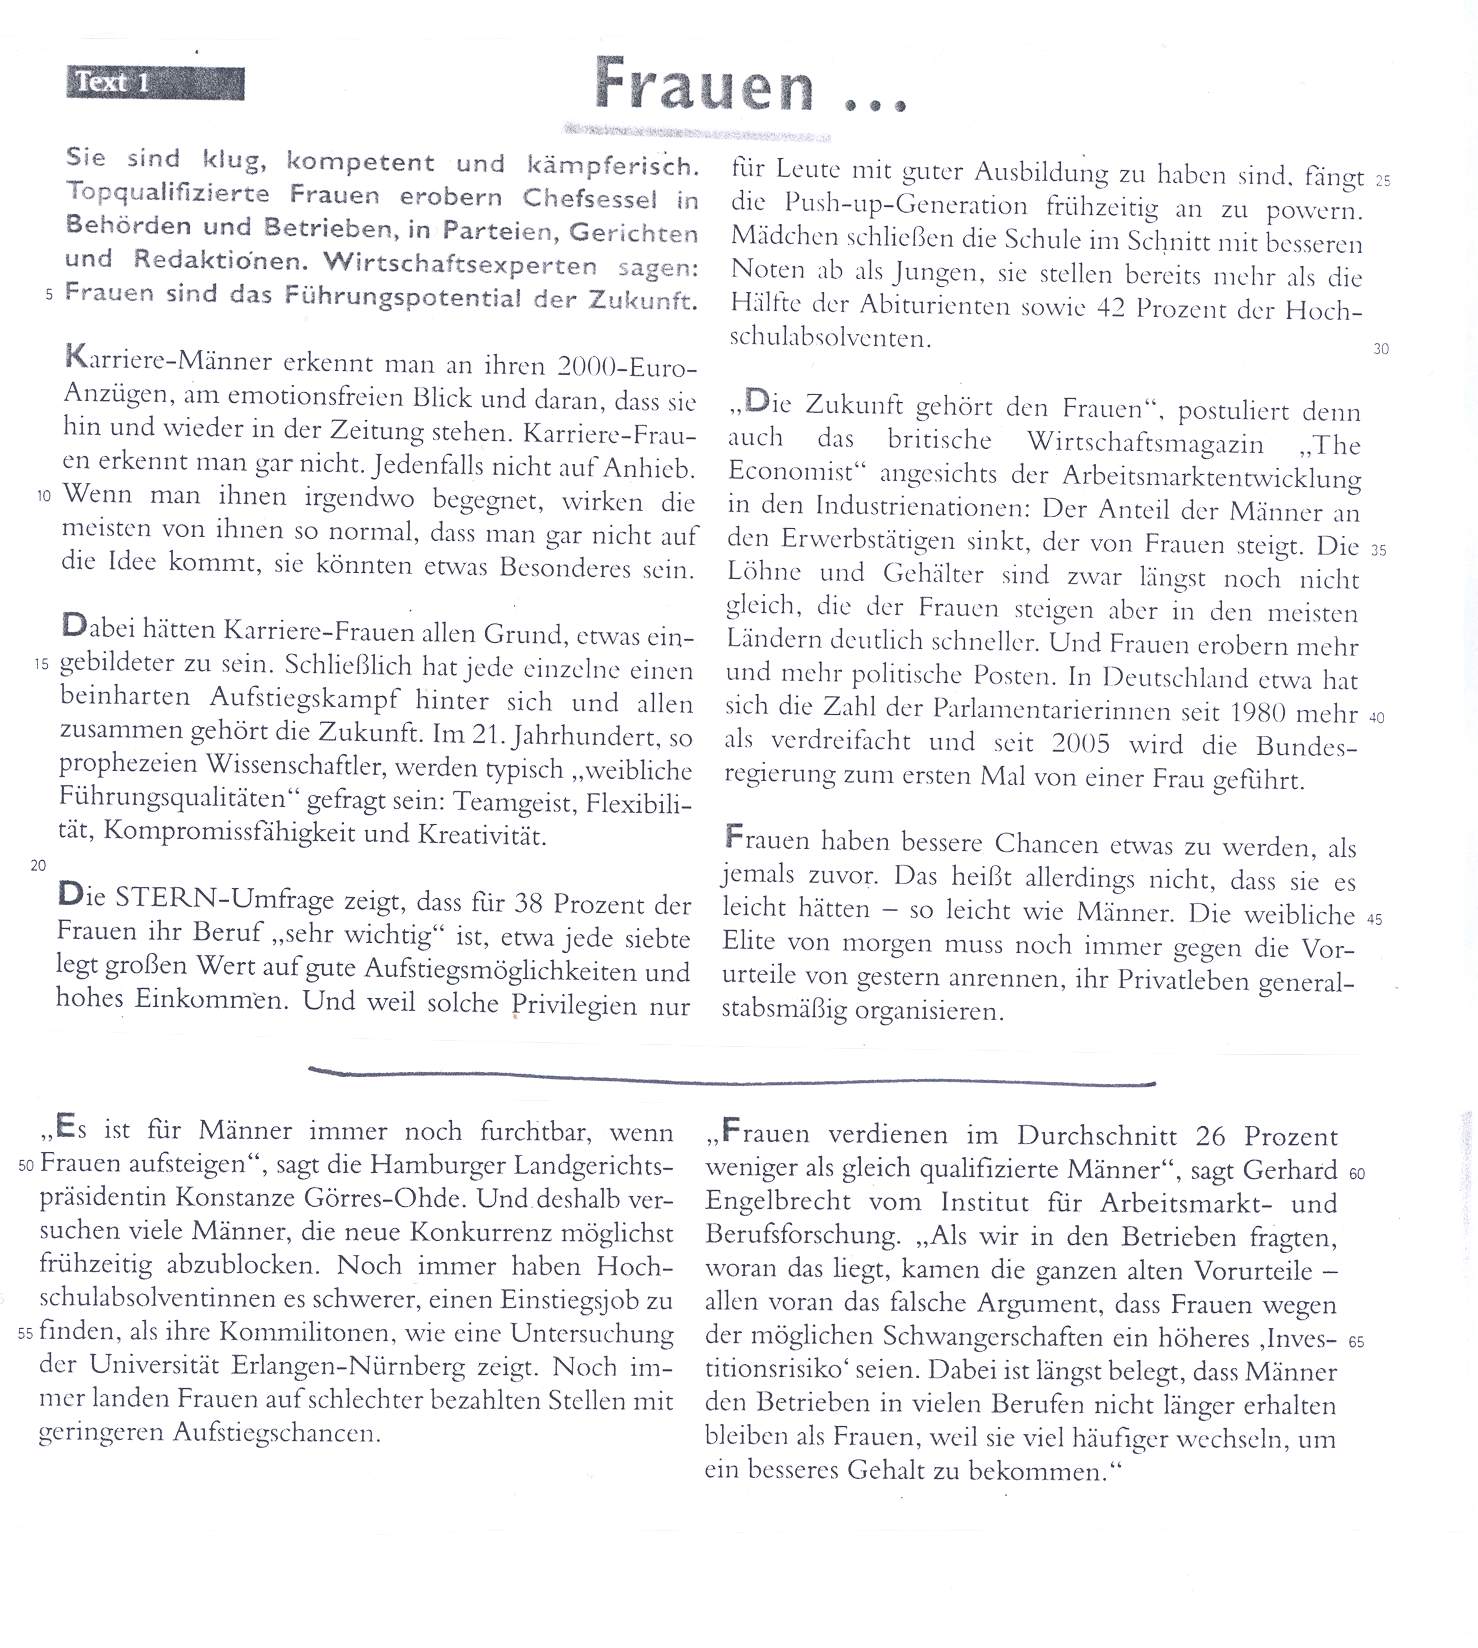 Text 1
Frauen ...
Sie sind klug, kompetent und kämpferisch.
Topqualifizierte Frauen erobern Chefsessel in
Behörden und Betrieben, in Parteien, Gerichten
und Redaktionen. Wirtschaftsexperten sagen:
5 Frauen sind das Führungspotential der Zukunft.
Karriere-Männer erkennt man an ihren 2000-Euro-
Anzügen, am emotionsfreien Blick und daran, dass sie
hin und wieder in der Zeitung stehen. Karriere-Frau-
en erkennt man gar nicht. Jedenfalls nicht auf Anhieb.
10 Wenn man ihnen irgendwo begegnet, wirken die
meisten von ihnen so normal, dass man gar nicht auf
die Idee kommt, sie könnten etwas Besonderes sein.
Dabei hätten Karriere-Frauen allen Grund, etwas ein-
15 gebildeter zu sein. Schließlich hat jede einzelne einen
beinharten Aufstiegskampf hinter sich und allen
zusammen gehört die Zukunft. Im 21. Jahrhundert, so
prophezeien Wissenschaftler, werden typisch „weibliche
Führungsqualitäten“ gefragt sein: Teamgeist, Flexibili-
tät, Kompromissfähigkeit und Kreativität.
20
Die STERN-Umfrage zeigt, dass für 38 Prozent der
Frauen ihr Beruf „sehr wichtig“ ist, etwa jede siebte
legt großen Wert auf gute Aufstiegsmöglichkeiten und
hohes Einkommen. Und weil solche Privilegien nur
für Leute mit guter Ausbildung zu haben sind, fängt 25
die Push-up-Generation frühzeitig an zu powern.
Mädchen schließen die Schule im Schnitt mit besseren
Noten ab als Jungen, sie stellen bereits mehr als die
Hälfte der Abiturienten sowie 42 Prozent der Hoch-
schulabsolventen.
30
„Die Zukunft gehört den Frauen“, postuliert denn
auch das britische Wirtschaftsmagazin „The
Economist“ angesichts der Arbeitsmarktentwicklung
in den Industrienationen: Der Anteil der Männer an
den Erwerbstätigen sinkt, der von Frauen steigt. Die 35
Löhne und Gehälter sind zwar längst noch nicht
gleich, die der Frauen steigen aber in den meisten
Ländern deutlich schneller. Und Frauen erobern mehr
und mehr politische Posten. In Deutschland etwa hat
sich die Zahl der Parlamentarierinnen seit 1980 mehr 40
als verdreifacht und seit 2005 wird die Bundes-
regierung zum ersten Mal von einer Frau geführt.
Frauen haben bessere Chancen etwas zu werden, als
jemals zuvor. Das heißt allerdings nicht, dass sie es
leicht hätten – so leicht wie Männer. Die weibliche 45
Elite von morgen muss noch immer gegen die Vor-
urteile von gestern anrennen, ihr Privatleben general-
stabsmäßig organisieren.
„Es ist für Männer immer noch furchtbar, wenn
50 Frauen aufsteigen“, sagt die Hamburger Landgerichts-
präsidentin Konstanze Görres-Ohde. Und deshalb ver-
suchen viele Männer, die neue Konkurrenz möglichst
frühzeitig abzublocken. Noch immer haben Hoch-
schulabsolventinnen es schwerer, einen Einstiegsjob zu
55 finden, als ihre Kommilitonen, wie eine Untersuchung
der Universität Erlangen-Nürnberg zeigt. Noch im-
mer landen Frauen auf schlechter bezahlten Stellen mit
geringeren Aufstiegschancen.
„Frauen verdienen im Durchschnitt 26 Prozent
weniger als gleich qualifizierte Männer“, sagt Gerhard 60
Engelbrecht vom Institut für Arbeitsmarkt- und
Berufsforschung. „Als wir in den Betrieben fragten,
woran das liegt, kamen die ganzen alten Vorurteile –
allen voran das falsche Argument, dass Frauen wegen
der möglichen Schwangerschaften ein höheres ‚Inves- 65
titionsrisiko‘ seien. Dabei ist längst belegt, dass Männer
den Betrieben in vielen Berufen nicht länger erhalten
bleiben als Frauen, weil sie viel häufiger wechseln, um
ein besseres Gehalt zu bekommen.“